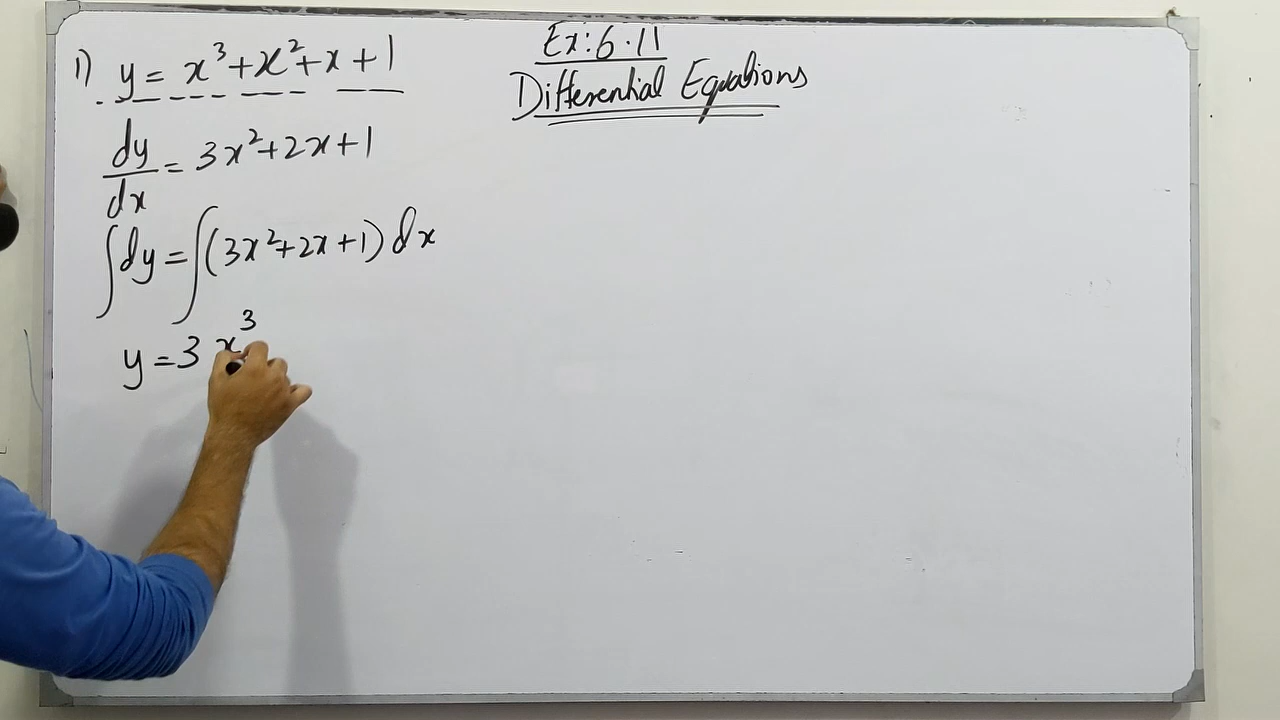 Ex: 6.11
Differential Equations
1) y = x³ + x² + x + 1
dy/dx = 3x² + 2x + 1
∫dy = ∫(3x² + 2x + 1) dx
y = 3 x³